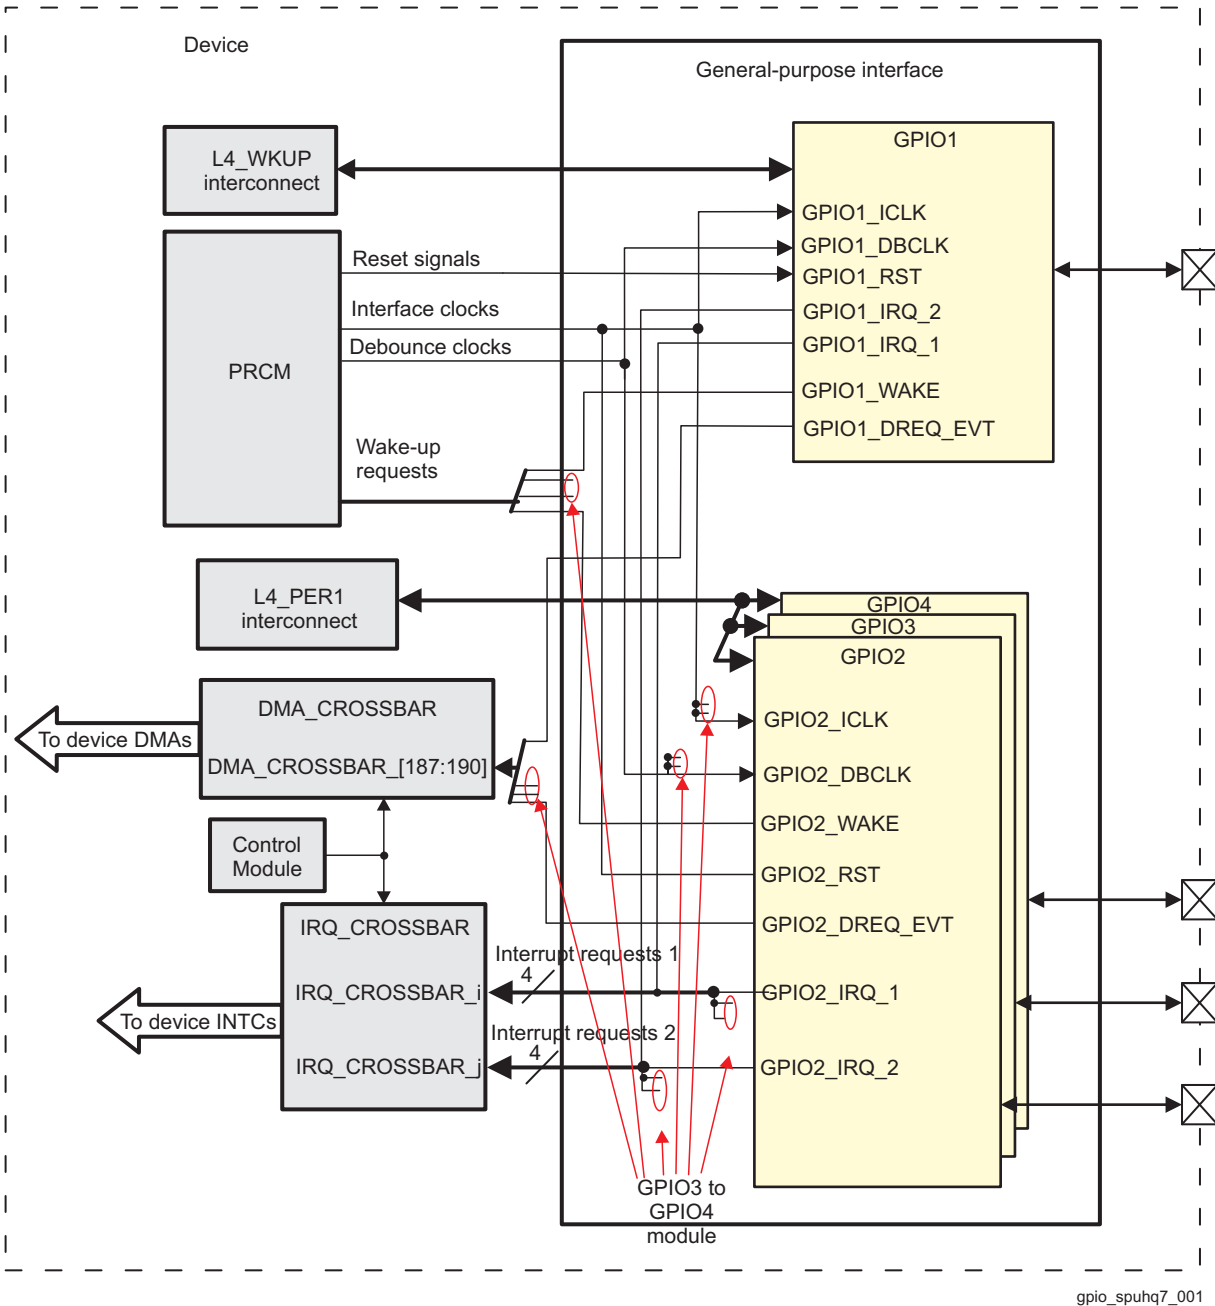 Device
General-purpose interface
L4_WKUP
interconnect
GPIO1
GPIO1_ICLK
GPIO1_DBCLK
GPIO1_RST
GPIO1_IRQ_2
GPIO1_IRQ_1
GPIO1_WAKE
GPIO1_DREQ_EVT
PRCM
Reset signals
Interface clocks
Debounce clocks
Wake-up
requests
L4_PER1
interconnect
GPIO4
GPIO3
GPIO2
GPIO2_ICLK
GPIO2_DBCLK
GPIO2_WAKE
GPIO2_RST
GPIO2_DREQ_EVT
GPIO2_IRQ_1
GPIO2_IRQ_2
DMA_CROSSBAR
DMA_CROSSBAR_[187:190]
To device DMAs
Control
Module
IRQ_CROSSBAR
IRQ_CROSSBAR_i
IRQ_CROSSBAR_j
To device INTCs
Interrupt requests 1
4
Interrupt requests 2
4
GPIO3 to
GPIO4
module
gpio_spuhq7_001